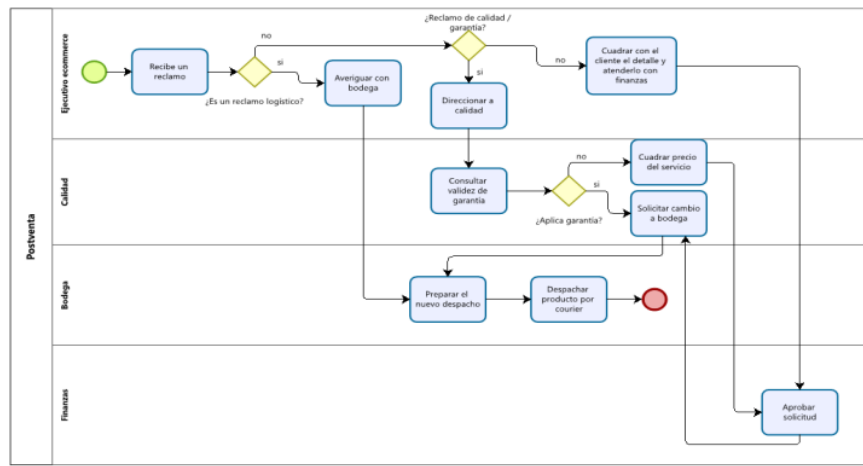 Postventa
Ejecutivo ecommerce
Recibe un
reclamo
¿Es un reclamo logístico?
no
si
Averiguar con
bodega
¿Reclamo de calidad /
garantia?
no
si
Direccionar a
calidad
Cuadrar con el
cliente el detalle y
atenderlo con
finanzas
Calidad
Consultar
validez de
garantia
¿Aplica garantia?
no
si
Cuadrar precio
del servicio
Solicitar cambio
a bodega
Bodega
Preparar el
nuevo despacho
Despachar
producto por
courier
Finanzas
Aprobar
solicitud